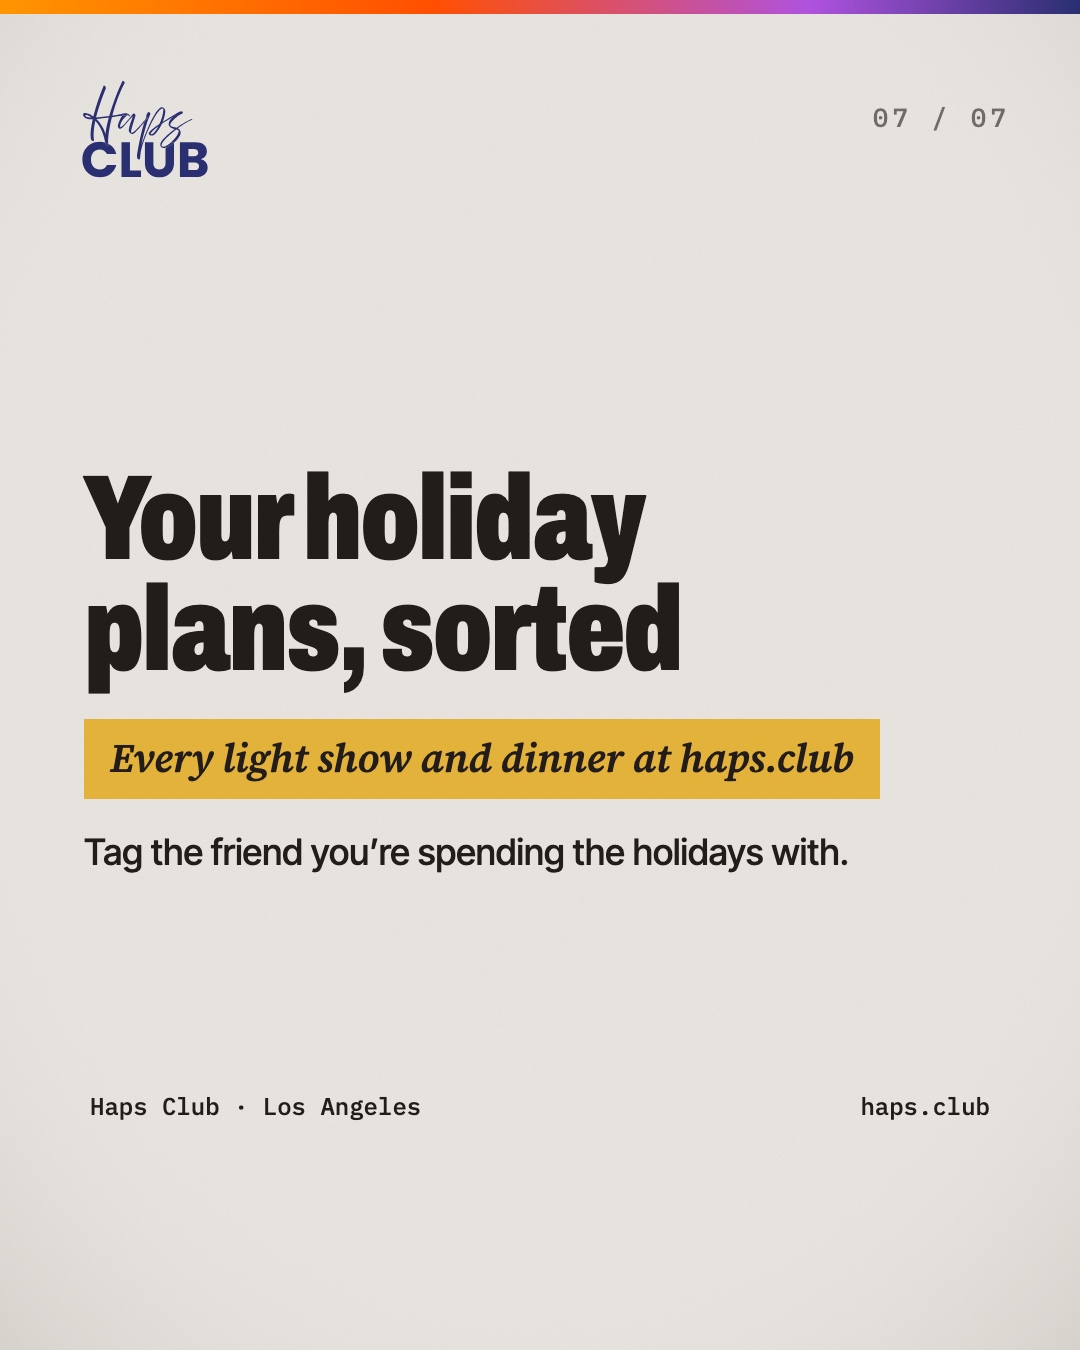 Haps
CLUB
07 / 07
Your holiday
plans, sorted
Every light show and dinner at haps.club
Tag the friend you’re spending the holidays with.
Haps Club · Los Angeles
haps.club